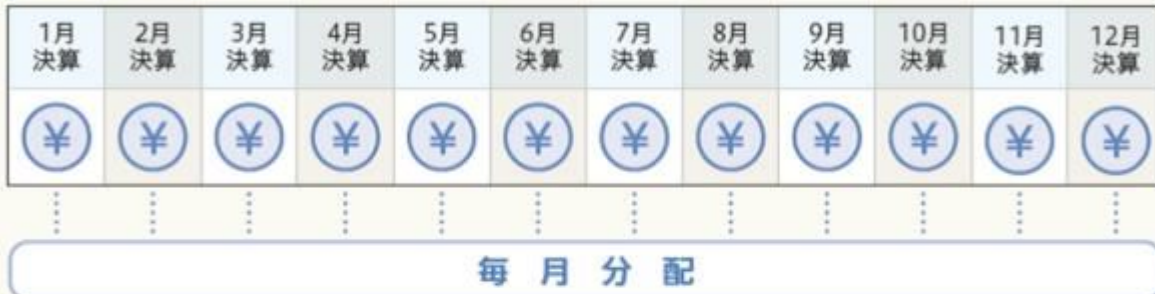 1月 2月 3月 4月 5月 6月 7月 8月 9月 10月 11月 12月
決算 決算 決算 決算 決算 決算 決算 決算 決算 決算 決算 決算
¥ ¥ ¥ ¥ ¥ ¥ ¥ ¥ ¥ ¥ ¥ ¥
毎月分配